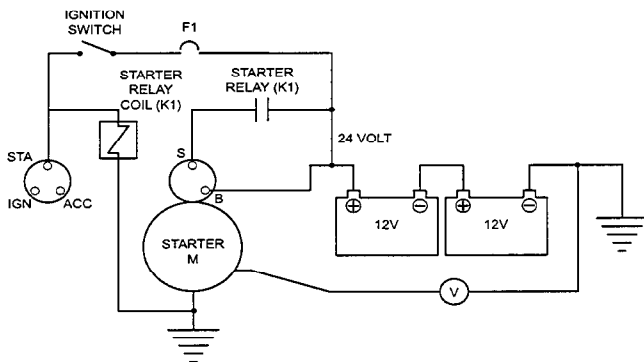 IGNITION
SWITCH
F1
STARTER
RELAY
COIL (K1)
STARTER
RELAY (K1)
24 VOLT
STA
IGN
ACC
S
B
12V
12V
STARTER
M
V